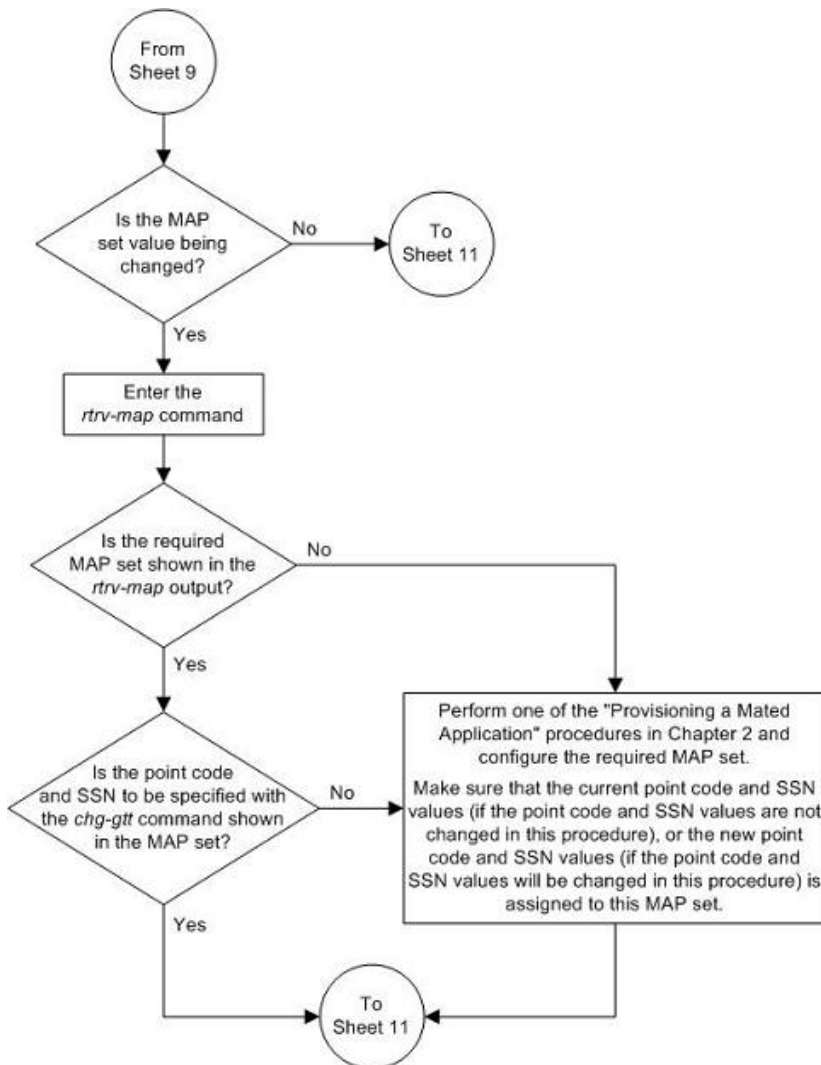 From
Sheet 9
Is the MAP
set value being
changed?
No
To
Sheet 11
Yes
Enter the
rtrv-map command
Is the required
MAP set shown in the
rtrv-map output?
No
Yes
Is the point code
and SSN to be specified with
the chg-gtt command shown
in the MAP set?
No
Perform one of the "Provisioning a Mated
Application" procedures in Chapter 2 and
configure the required MAP set.
Make sure that the current point code and SSN
values (if the point code and SSN values are not
changed in this procedure), or the new point
code and SSN values (if the point code and
SSN values will be changed in this procedure) is
assigned to this MAP set.
Yes
To
Sheet 11